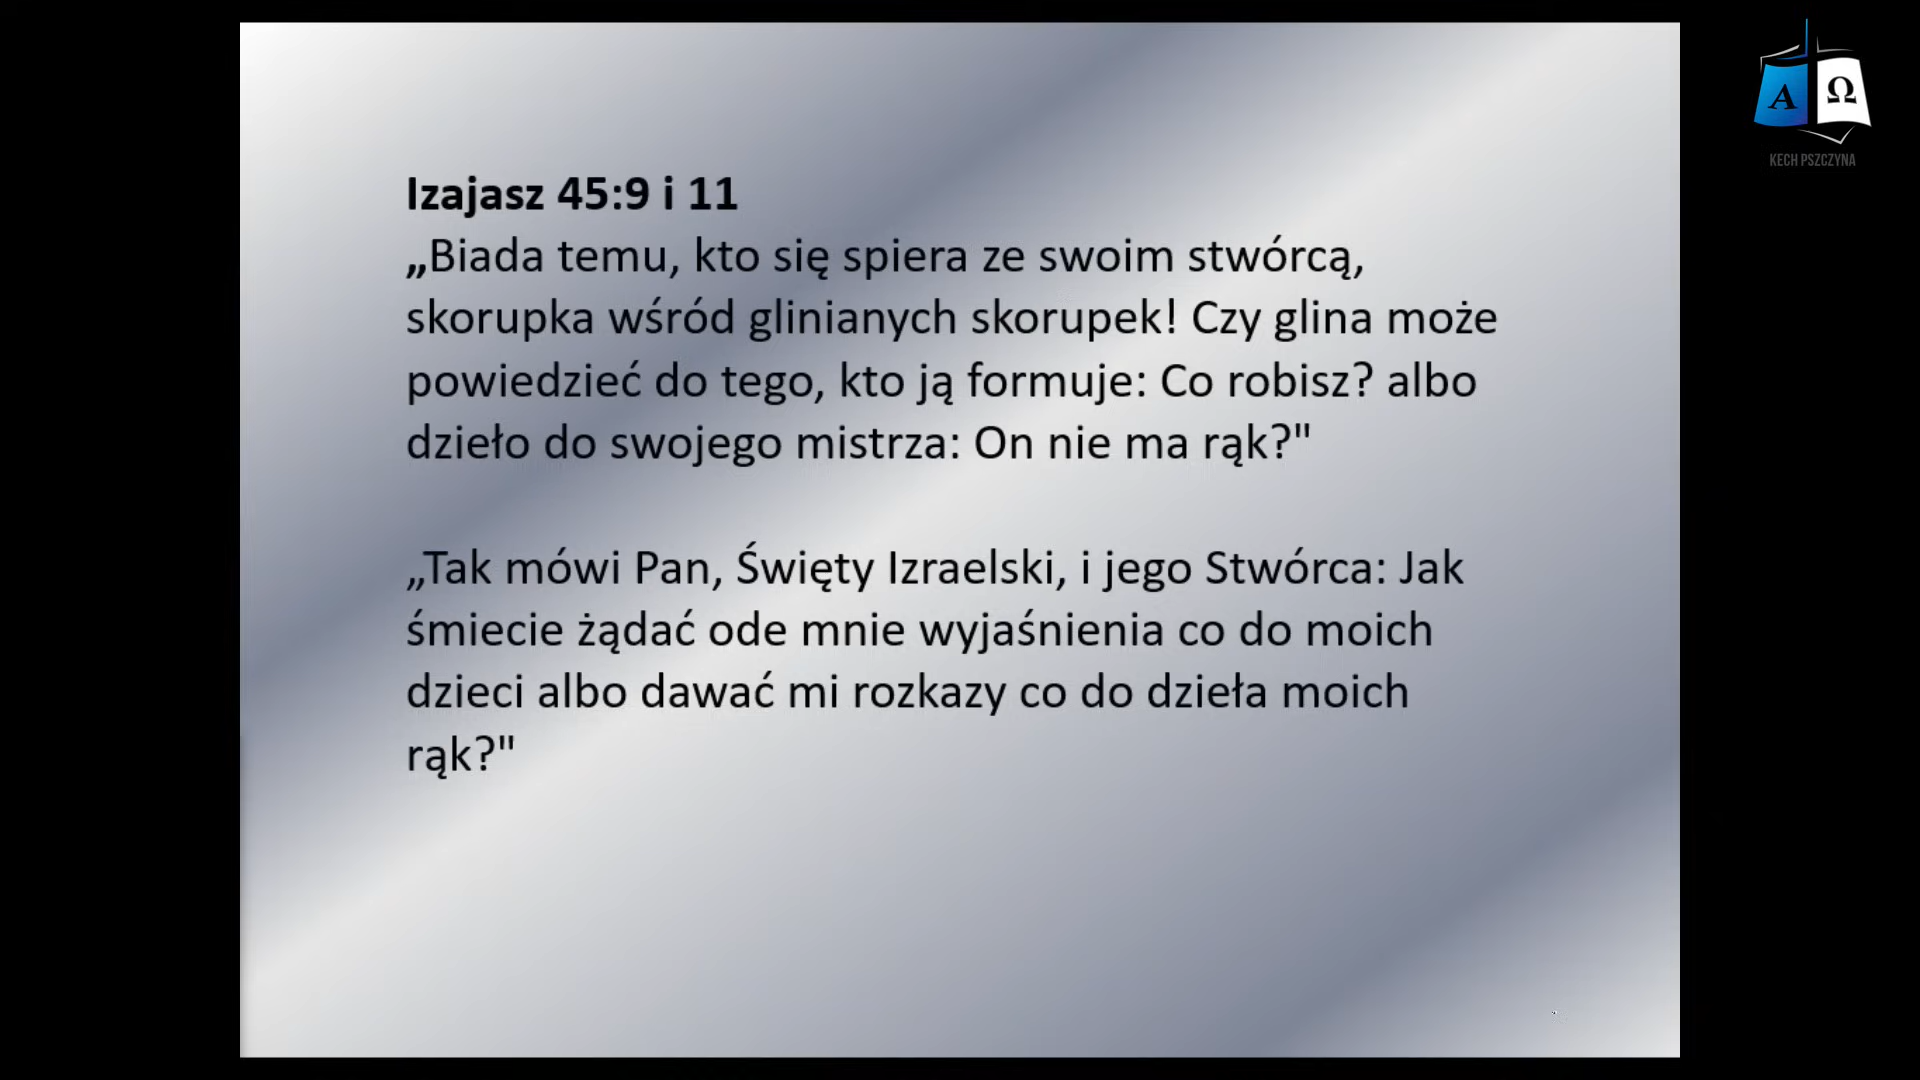 A Ω
KECH PSZCZYNA
Izajasz 45:9 i 11
„Biada temu, kto się spiera ze swoim stwórcą,
skorupka wśród glinianych skorupek! Czy glina może
powiedzieć do tego, kto ją formuje: Co robisz? albo
dzieło do swojego mistrza: On nie ma rąk?"
„Tak mówi Pan, Święty Izraelski, i jego Stwórca: Jak
śmiecie żądać ode mnie wyjaśnienia co do moich
dzieci albo dawać mi rozkazy co do dzieła moich
rąk?"